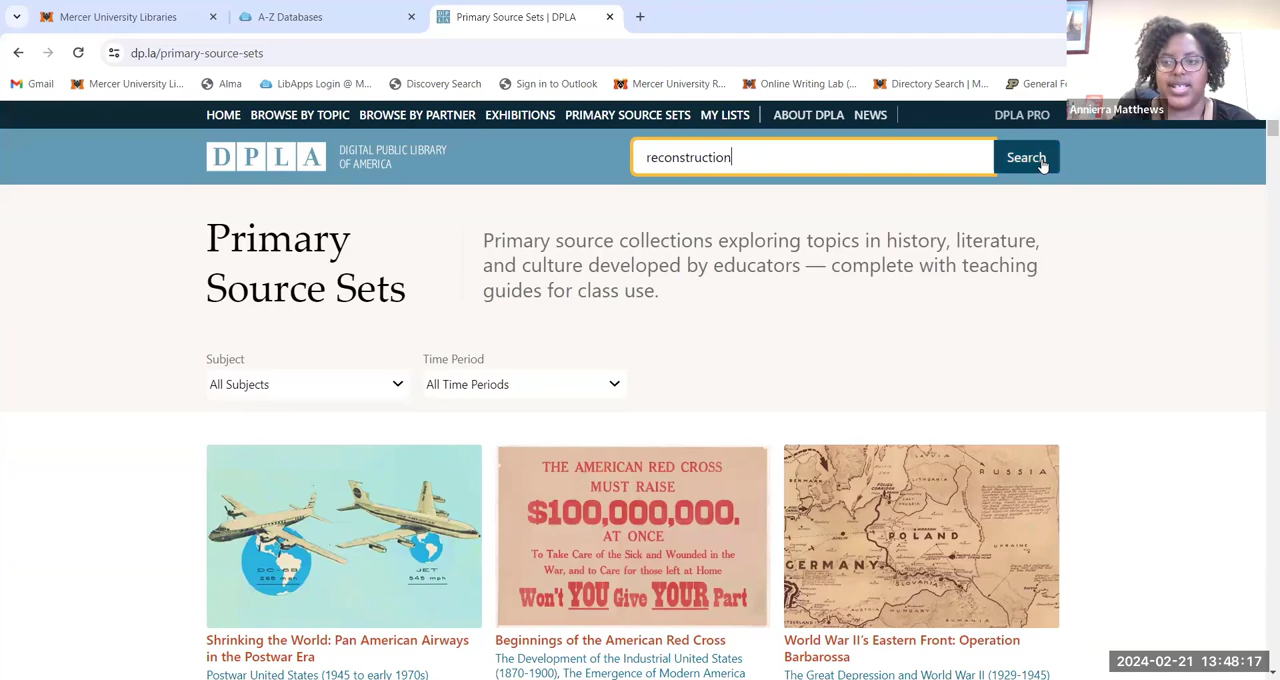 Mercer University Libraries
A-Z Databases
Primary Source Sets | DPLA
dp.la/primary-source-sets
Gmail
Mercer University Li...
Alma
LibApps Login @ M...
Discovery Search
Sign in to Outlook
Mercer University R...
Online Writing Lab (...
Directory Search | M...
General F
Annierra Matthews
HOME BROWSE BY TOPIC BROWSE BY PARTNER EXHIBITIONS PRIMARY SOURCE SETS MY LISTS ABOUT DPLA NEWS DPLA PRO
DPLA
DIGITAL PUBLIC LIBRARY
OF AMERICA
reconstruction
Search
Primary
Source Sets
Primary source collections exploring topics in history, literature,
and culture developed by educators — complete with teaching
guides for class use.
Subject
All Subjects
Time Period
All Time Periods
DC-6B
JET
545 mph
THE AMERICAN RED CROSS
MUST RAISE
$100,000,000.
AT ONCE
To Take Care of the Sick and Wounded in the
War, and to Care for those left at Home
Won't YOU Give YOUR Part
RUSSIA
POLAND
GERMANY
Shrinking the World: Pan American Airways
in the Postwar Era
Postwar United States (1945 to early 1970s)
Beginnings of the American Red Cross
The Development of the Industrial United States
(1870-1900), The Emergence of Modern America
World War II's Eastern Front: Operation
Barbarossa
The Great Depression and World War II (1929-1945)
2024-02-21 13:48:17